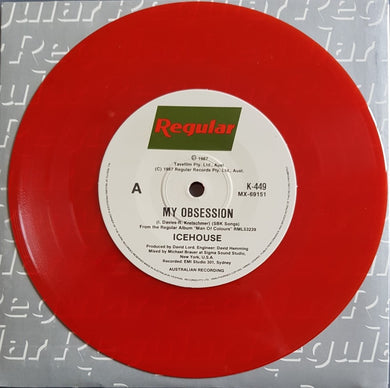 Regular
℗ 1987
Tavefilm Pty. Ltd., Aust.
(C) 1987 Regular Records Pty. Ltd., Aust.
A
K-449
MX-69151
MY OBSESSION
(I. Davies-R. Kretschmer) (SBK Songs)
From the Regular Album "Man Of Colours" RML53239
ICEHOUSE
Produced by David Lord. Engineer: David Hemming
Mixed by Michael Brauer at Sigma Sound Studio,
New York, U.S.A.
Recorded: EMI Studio 301, Sydney
AUSTRALIAN RECORDING